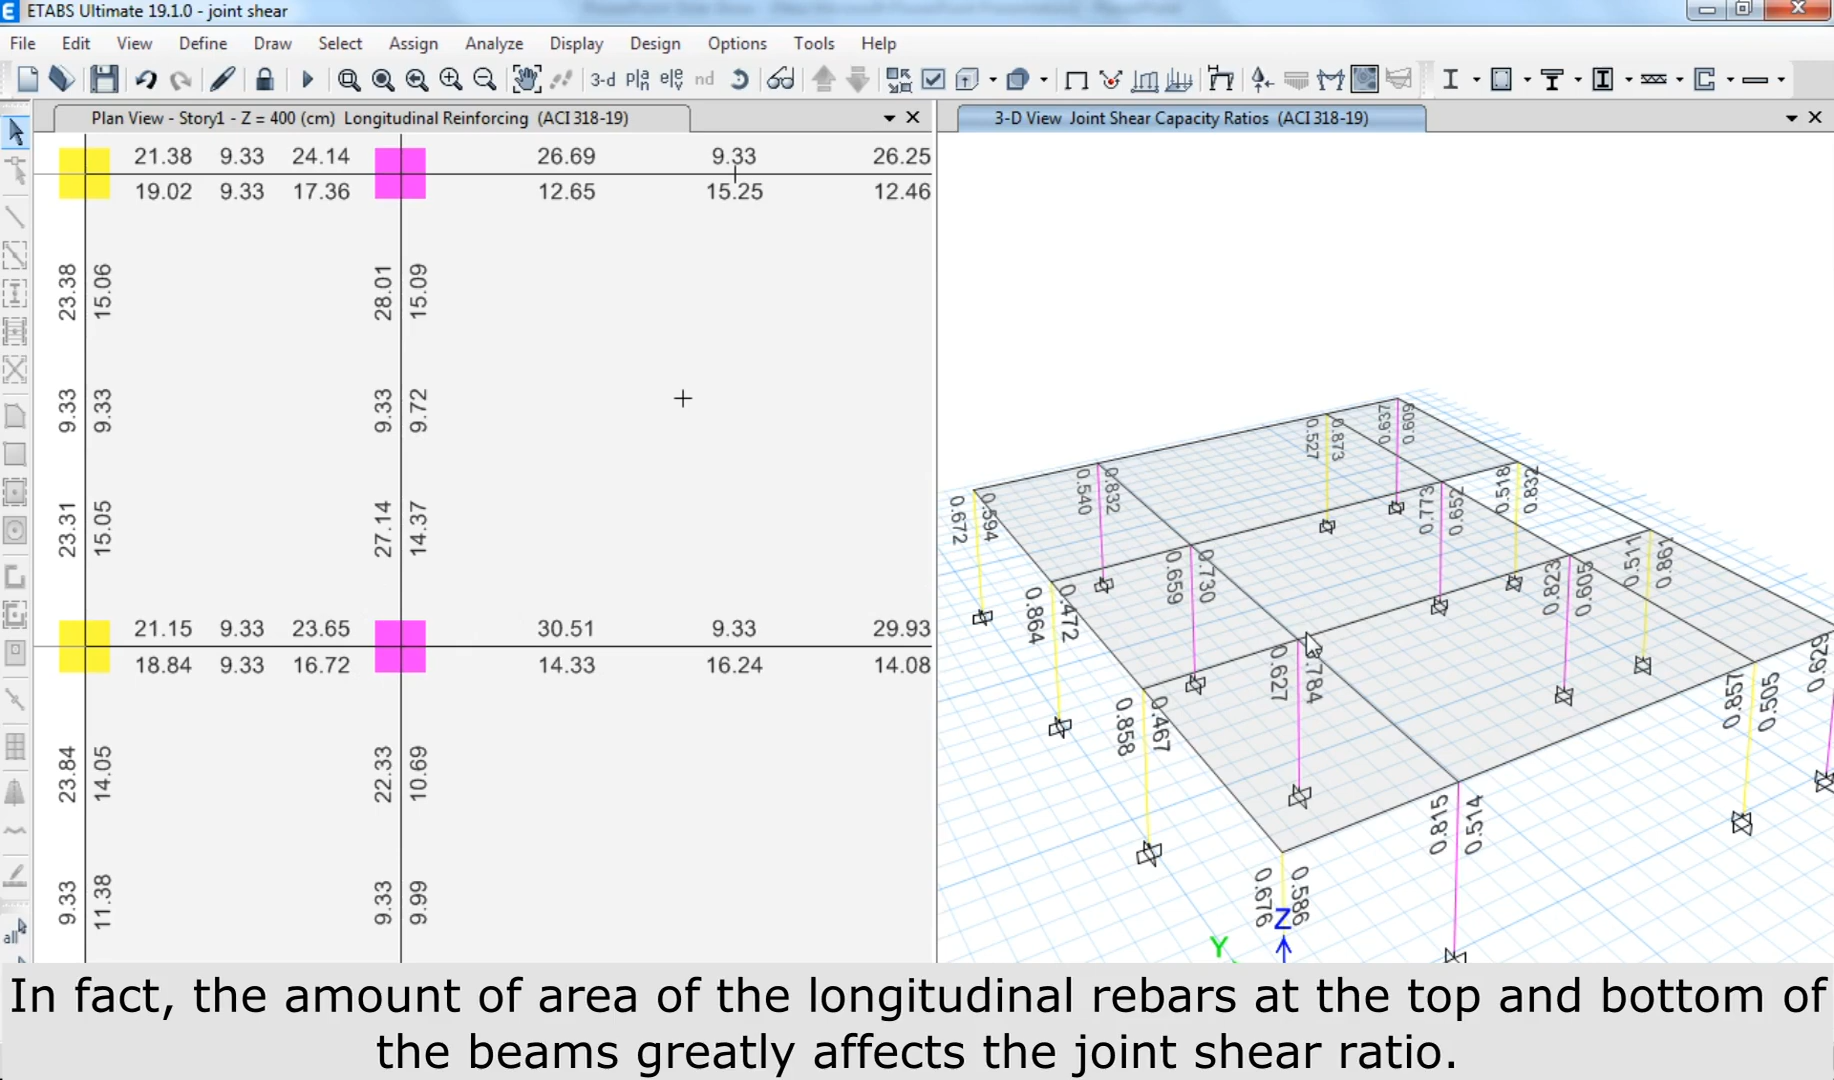 ETABS Ultimate 19.1.0 - joint shear
File Edit View Define Draw Select Assign Analyze Display Design Options Tools Help
3-d nd
Plan View - Story1 - Z = 400 (cm) Longitudinal Reinforcing (ACI 318-19)
3-D View Joint Shear Capacity Ratios (ACI 318-19)
21.38 9.33 24.14 26.69 9.33 26.25
19.02 9.33 17.36 12.65 15.25 12.46
23.38 15.06 28.01 15.09
9.33 9.33 9.33 9.72
23.31 15.05 27.14 14.37
21.15 9.33 23.65 30.51 9.33 29.93
18.84 9.33 16.72 14.33 16.24 14.08
23.84 14.05 22.33 10.69
9.33 11.38 9.33 9.99
0.527 0.873 0.637 0.609
0.540 0.832 0.773 0.652 0.518 0.832
0.672 0.594
0.659 0.730 0.823 0.605 0.511 0.861
0.864 0.472
0.627 .784 0.629
0.858 0.467 0.857 0.505
0.815 0.514
0.676 0.586
Z
Y
all
In fact, the amount of area of the longitudinal rebars at the top and bottom of
the beams greatly affects the joint shear ratio.